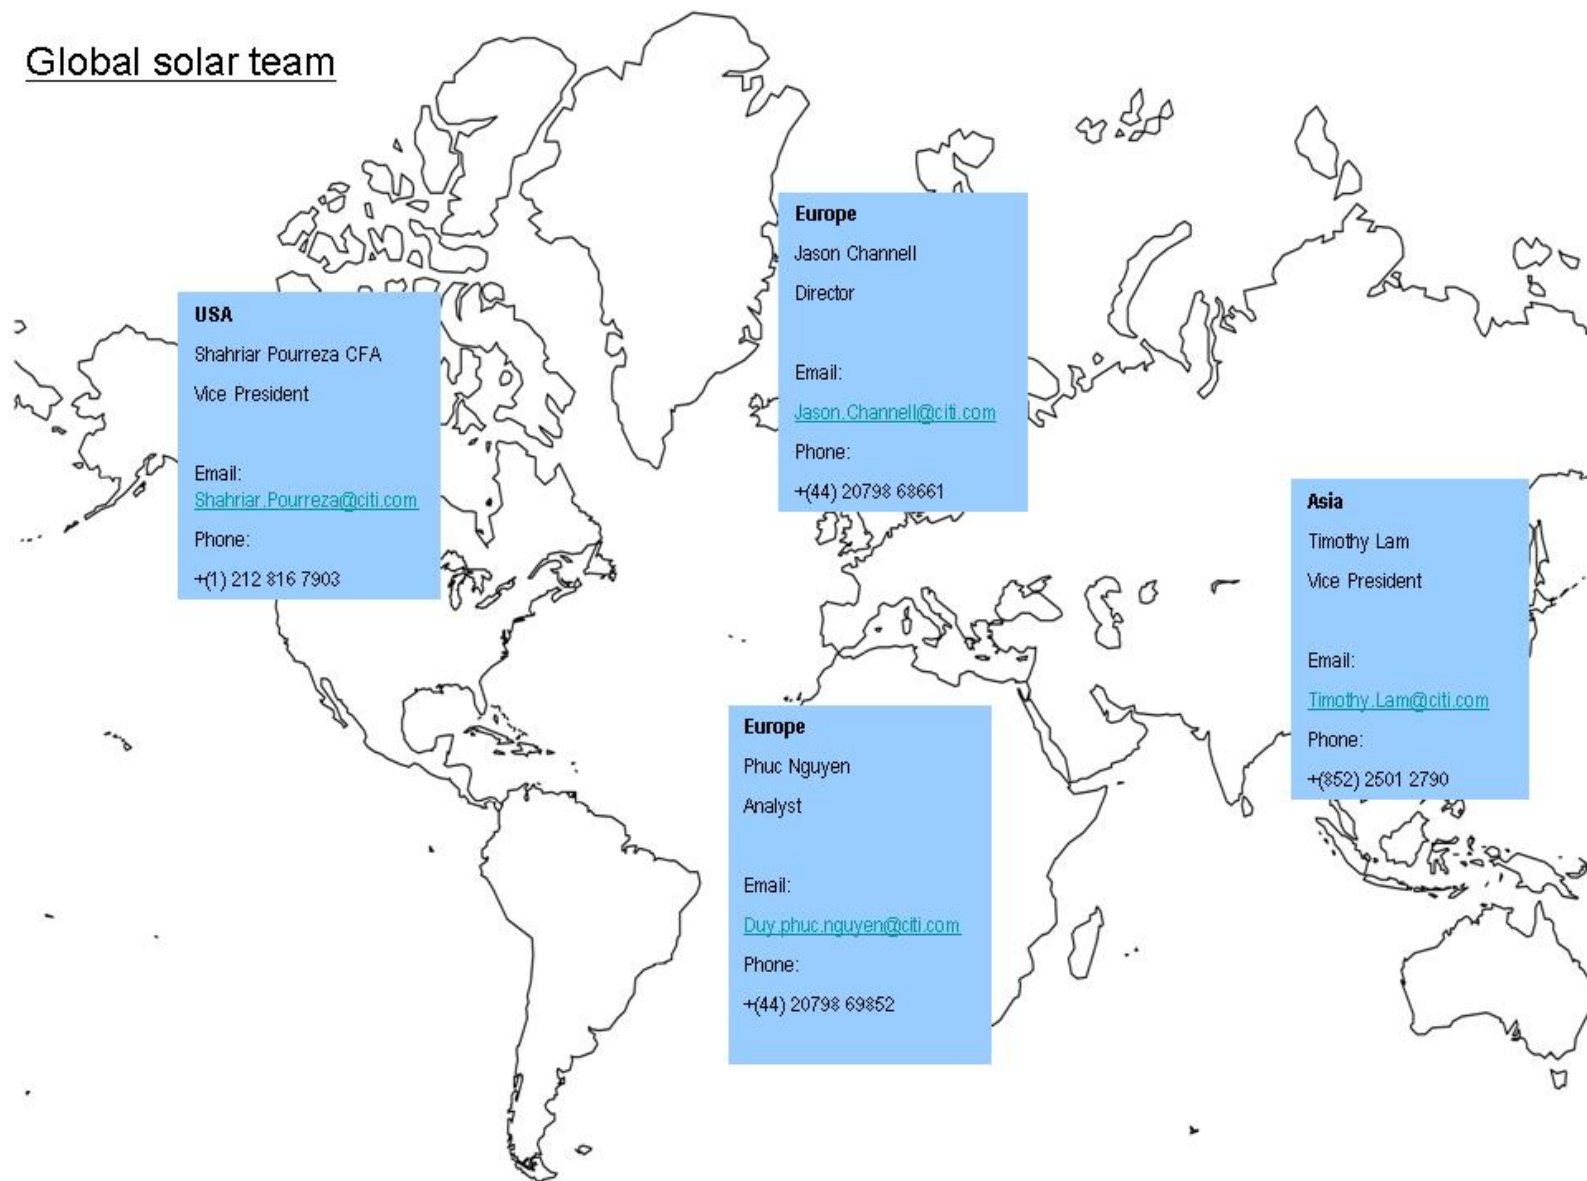 Global solar team
USA
Shahriar Pourreza CFA
Vice President
Email:
Shahriar.Pourreza@citi.com
Phone:
+(1) 212 816 7903
Europe
Jason Channell
Director
Email:
Jason.Channell@citi.com
Phone:
+(44) 20798 68661
Asia
Timothy Lam
Vice President
Email:
Timothy.Lam@citi.com
Phone:
+(852) 2501 2790
Europe
Phuc Nguyen
Analyst
Email:
Duy.phuc.nguyen@citi.com
Phone:
+(44) 20798 69852